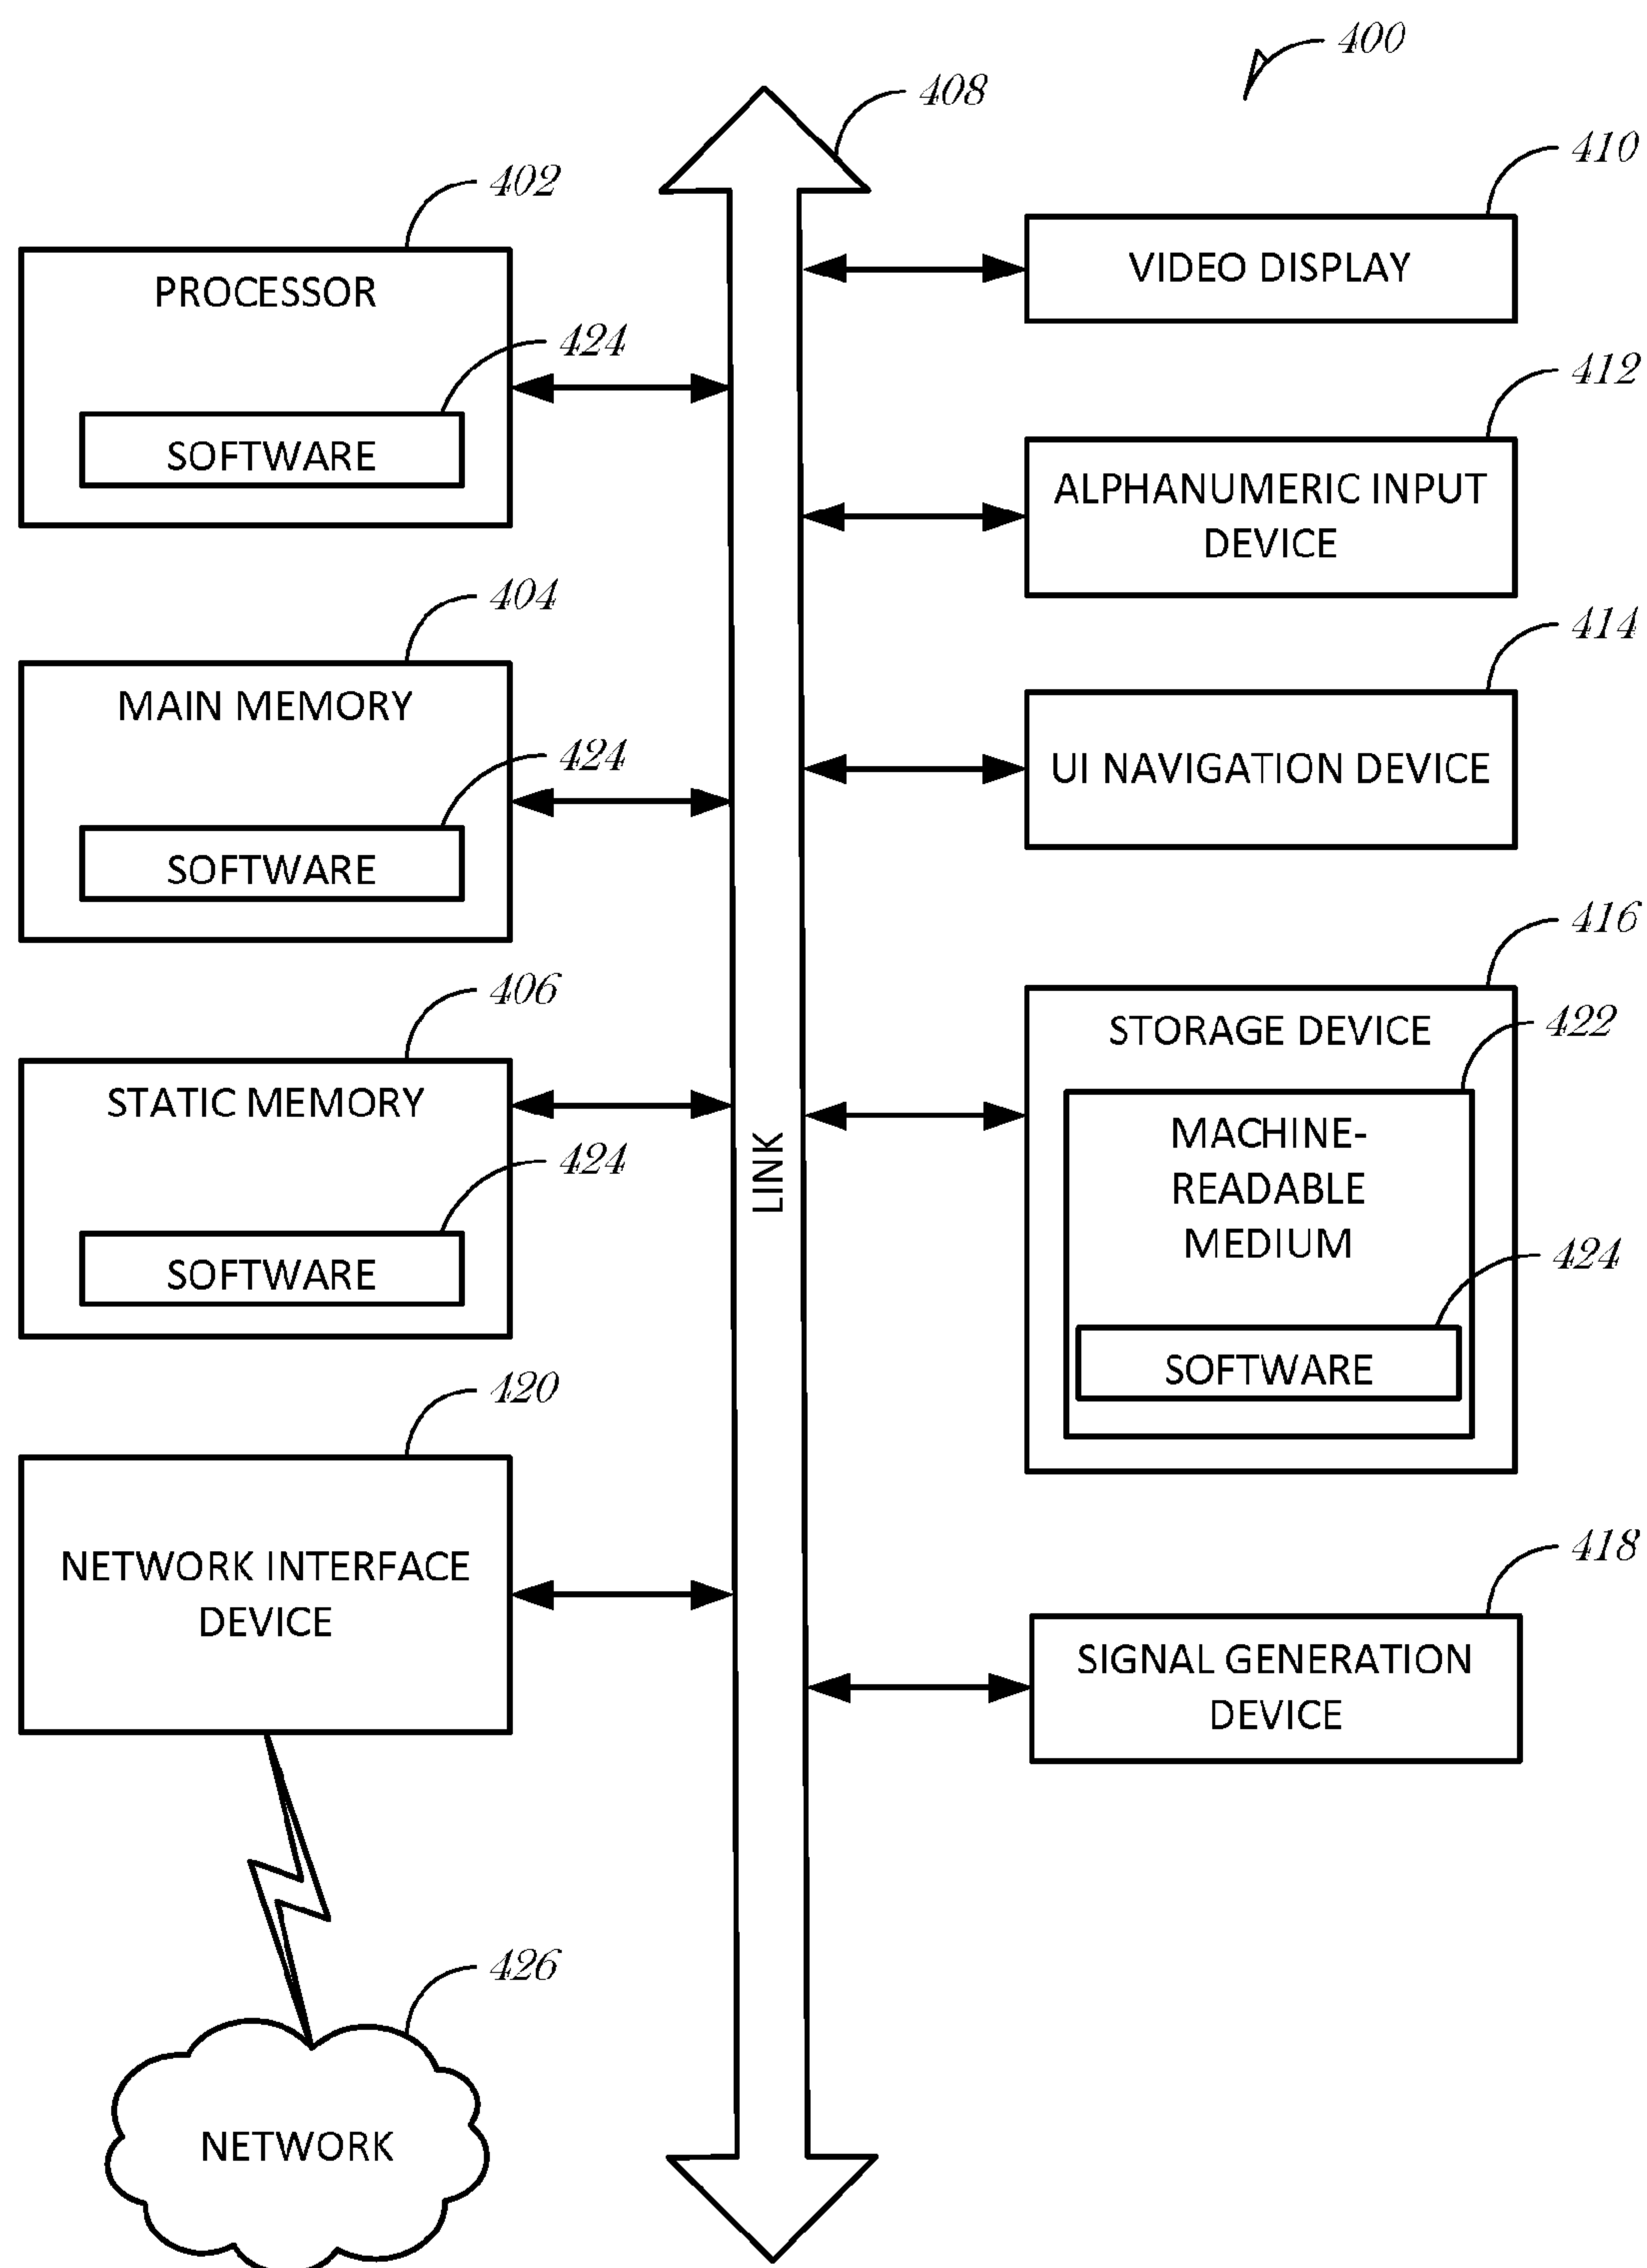 400
408
402
PROCESSOR
424
SOFTWARE
404
MAIN MEMORY
424
SOFTWARE
406
STATIC MEMORY
424
SOFTWARE
420
NETWORK INTERFACE
DEVICE
426
NETWORK
LINK
410
VIDEO DISPLAY
412
ALPHANUMERIC INPUT
DEVICE
414
UI NAVIGATION DEVICE
416
STORAGE DEVICE
422
MACHINE-
READABLE
MEDIUM
424
SOFTWARE
418
SIGNAL GENERATION
DEVICE